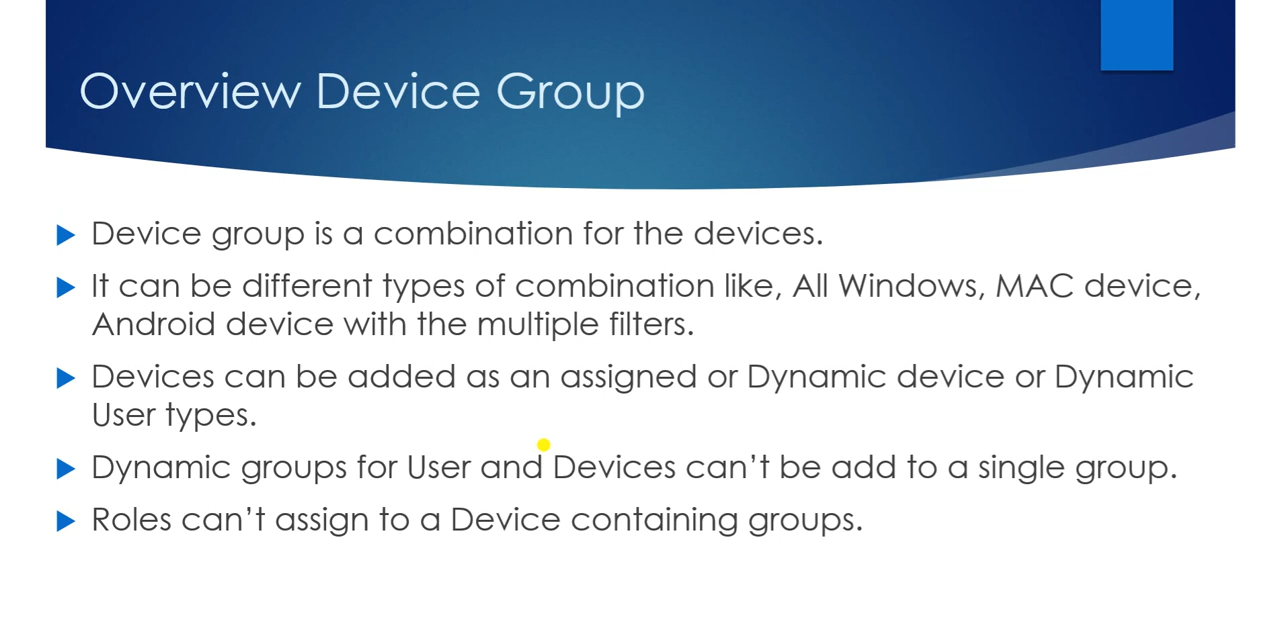 Overview Device Group
Device group is a combination for the devices.
It can be different types of combination like, All Windows, MAC device,
Android device with the multiple filters.
Devices can be added as an assigned or Dynamic device or Dynamic
User types.
Dynamic groups for User and Devices can’t be add to a single group.
Roles can’t assign to a Device containing groups.